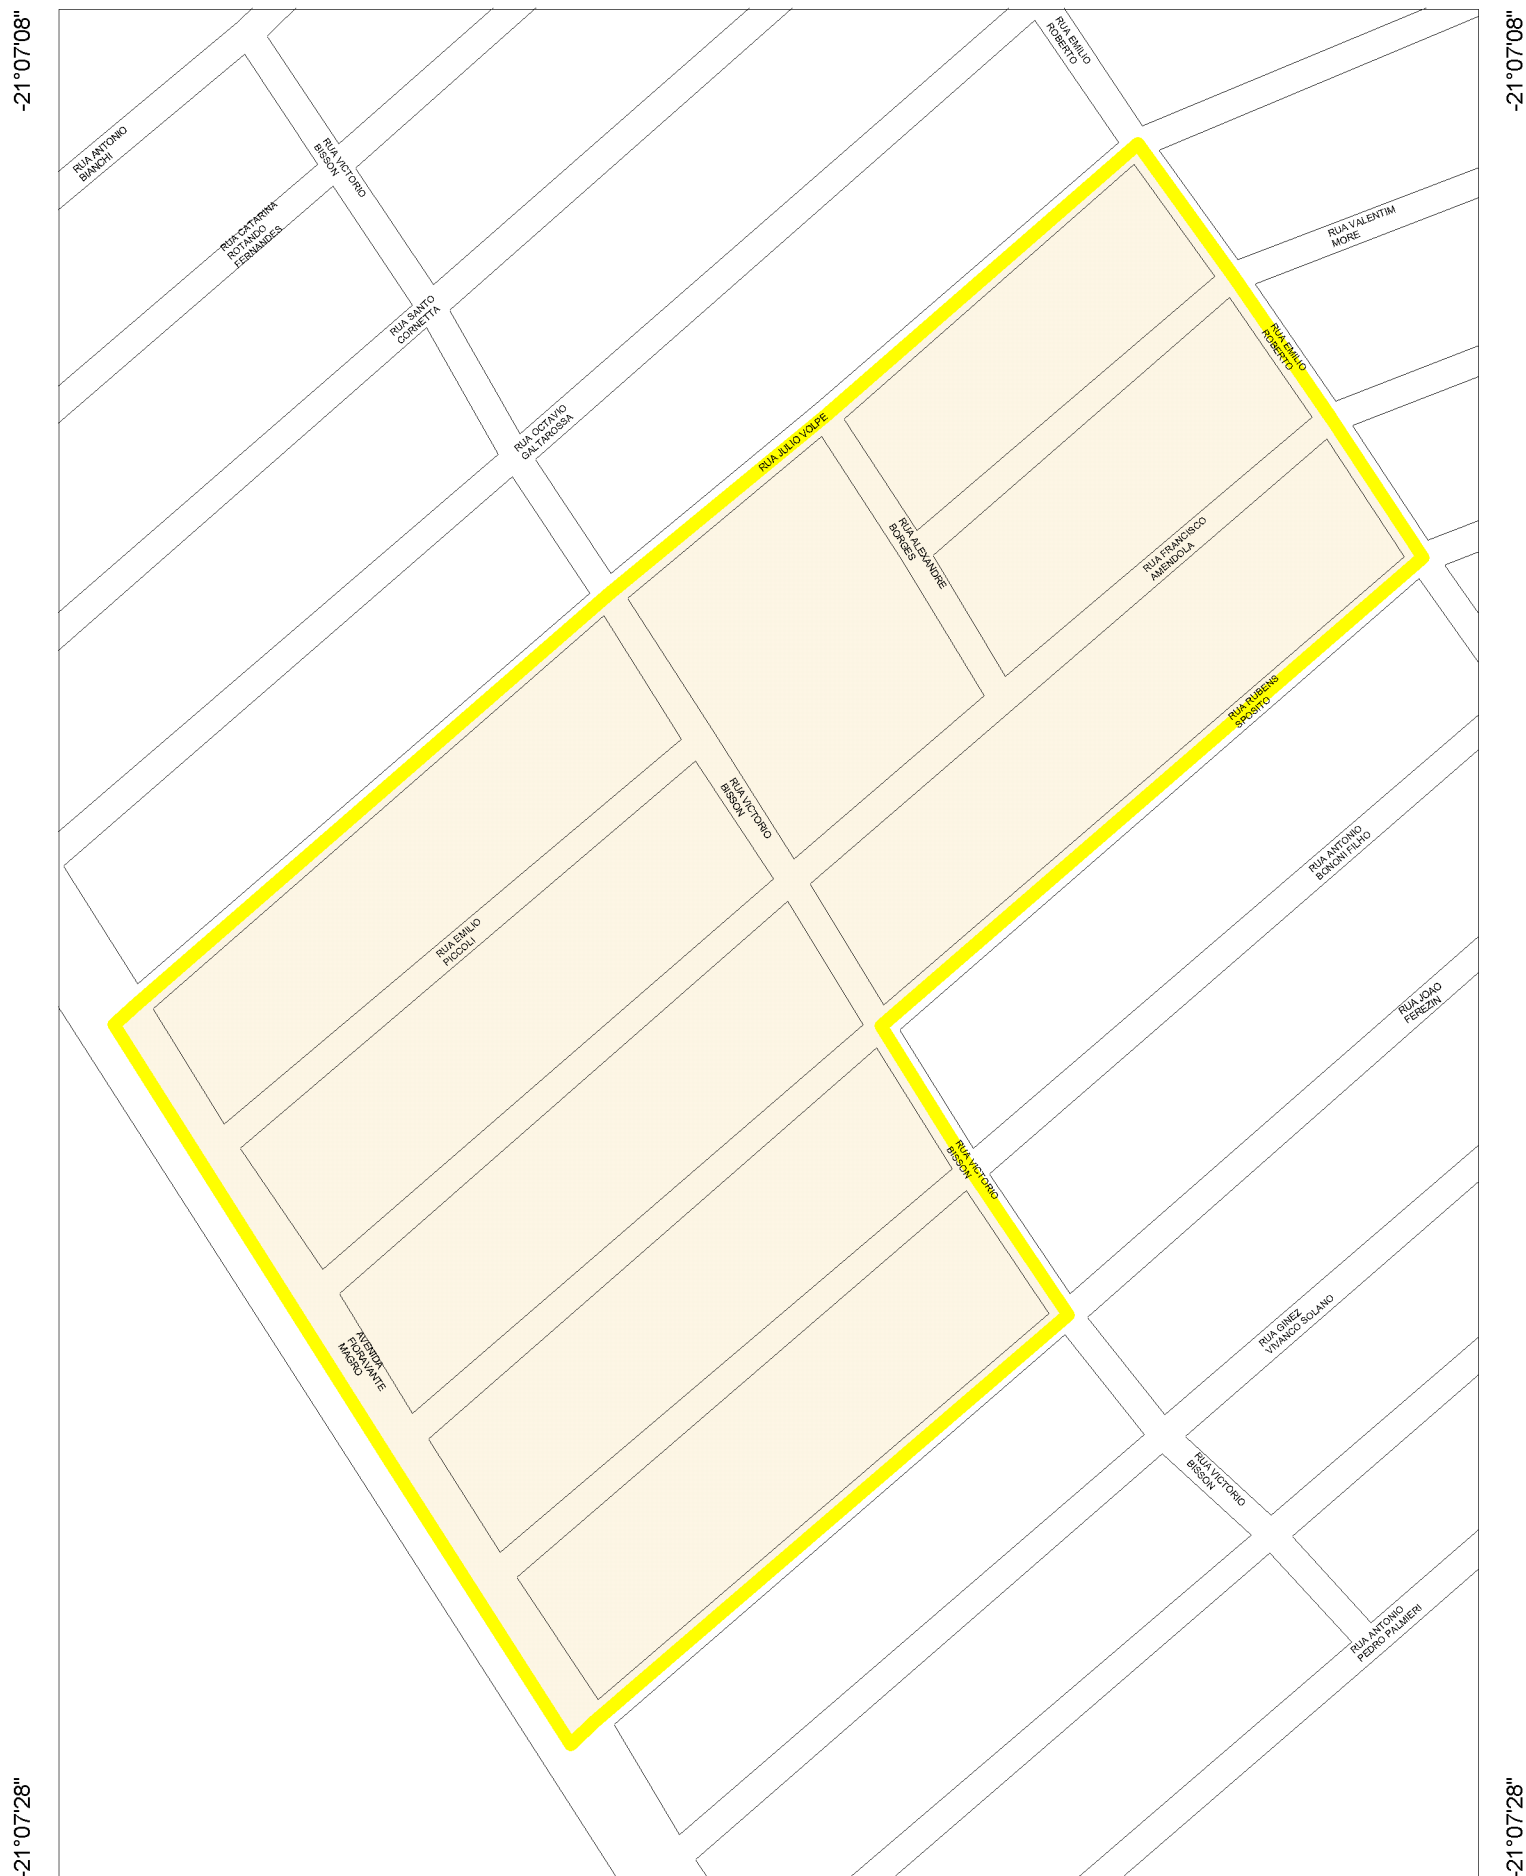 -21°07'08"
-21°07'08"
RUA EMILIO
ROBERTO
RUA ANTONIO
BIANCHI
RUA VICTORIO
BISSON
RUA CATARINA
ROTANDO
FERNANDES
RUA VALENTIM
MORE
RUA SANTO
CORNETTA
RUA EMILIO
ROBERTO
RUA OCTAVIO
GALTAROSSA
RUA JULIO VOLPE
RUA ALEXANDRE
BORGES
RUA FRANCISCO
AMENDOLA
RUA RUBENS
SPOSITO
RUA VICTORIO
BISSON
RUA ANTONIO
BONONI FILHO
RUA EMILIO
PICCOLI
RUA JOAO
FEREZIN
RUA VICTORIO
BISSON
RUA GINEZ
VIVANCO SOLANO
AVENIDA
FIORAVANTE
MAGRO
RUA VICTORIO
BISSON
RUA ANTONIO
PEDRO PALMIERI
-21°07'28"
-21°07'28"